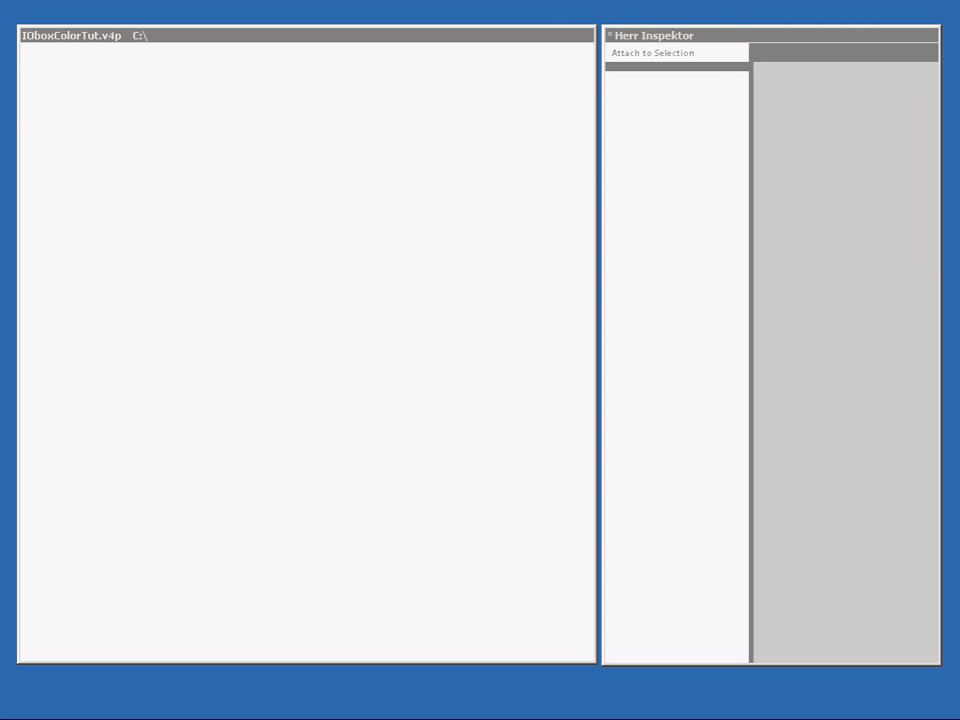 IOboxColorTut.v4p C:\
° Herr Inspektor
Attach to Selection